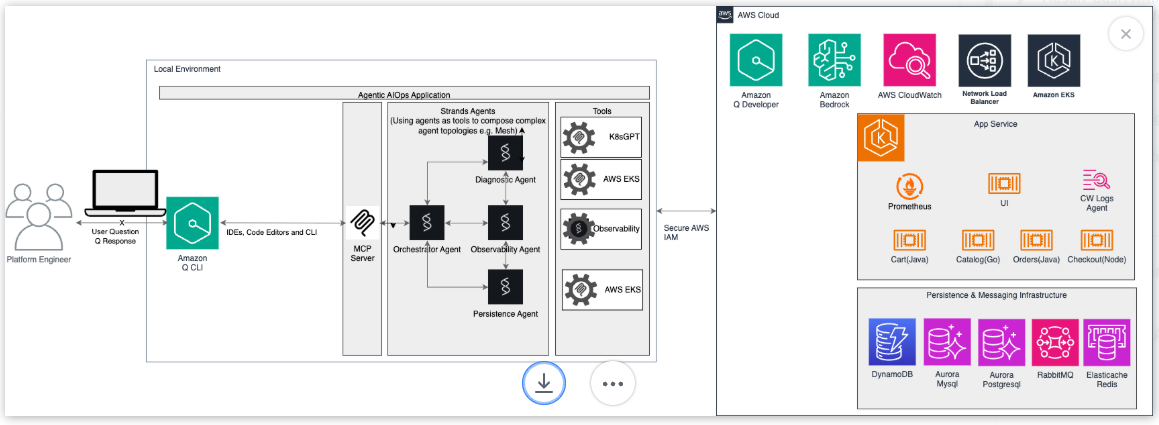 aws
AWS Cloud
Amazon
Q Developer
Amazon
Bedrock
AWS CloudWatch
Network Load
Balancer
Amazon EKS
Local Environment
Agentic AIOps Application
Strands Agents
(Using agents as tools to compose complex
agent topologies e.g. Mesh)
Tools
K8sGPT
AWS EKS
Observability
AWS EKS
Diagnostic Agent
Orchestrator Agent
Observability Agent
Persistence Agent
MCP
Server
IDEs, Code Editors and CLI
Amazon
Q CLI
X
User Question
Q Response
Platform Engineer
Secure AWS
IAM
App Service
Prometheus
UI
CW Logs
Agent
Cart(Java)
Catalog(Go)
Orders(Java)
Checkout(Node)
Persistence & Messaging Infrastructure
DynamoDB
Aurora
Mysql
Aurora
Postgresql
RabbitMQ
Elasticache
Redis